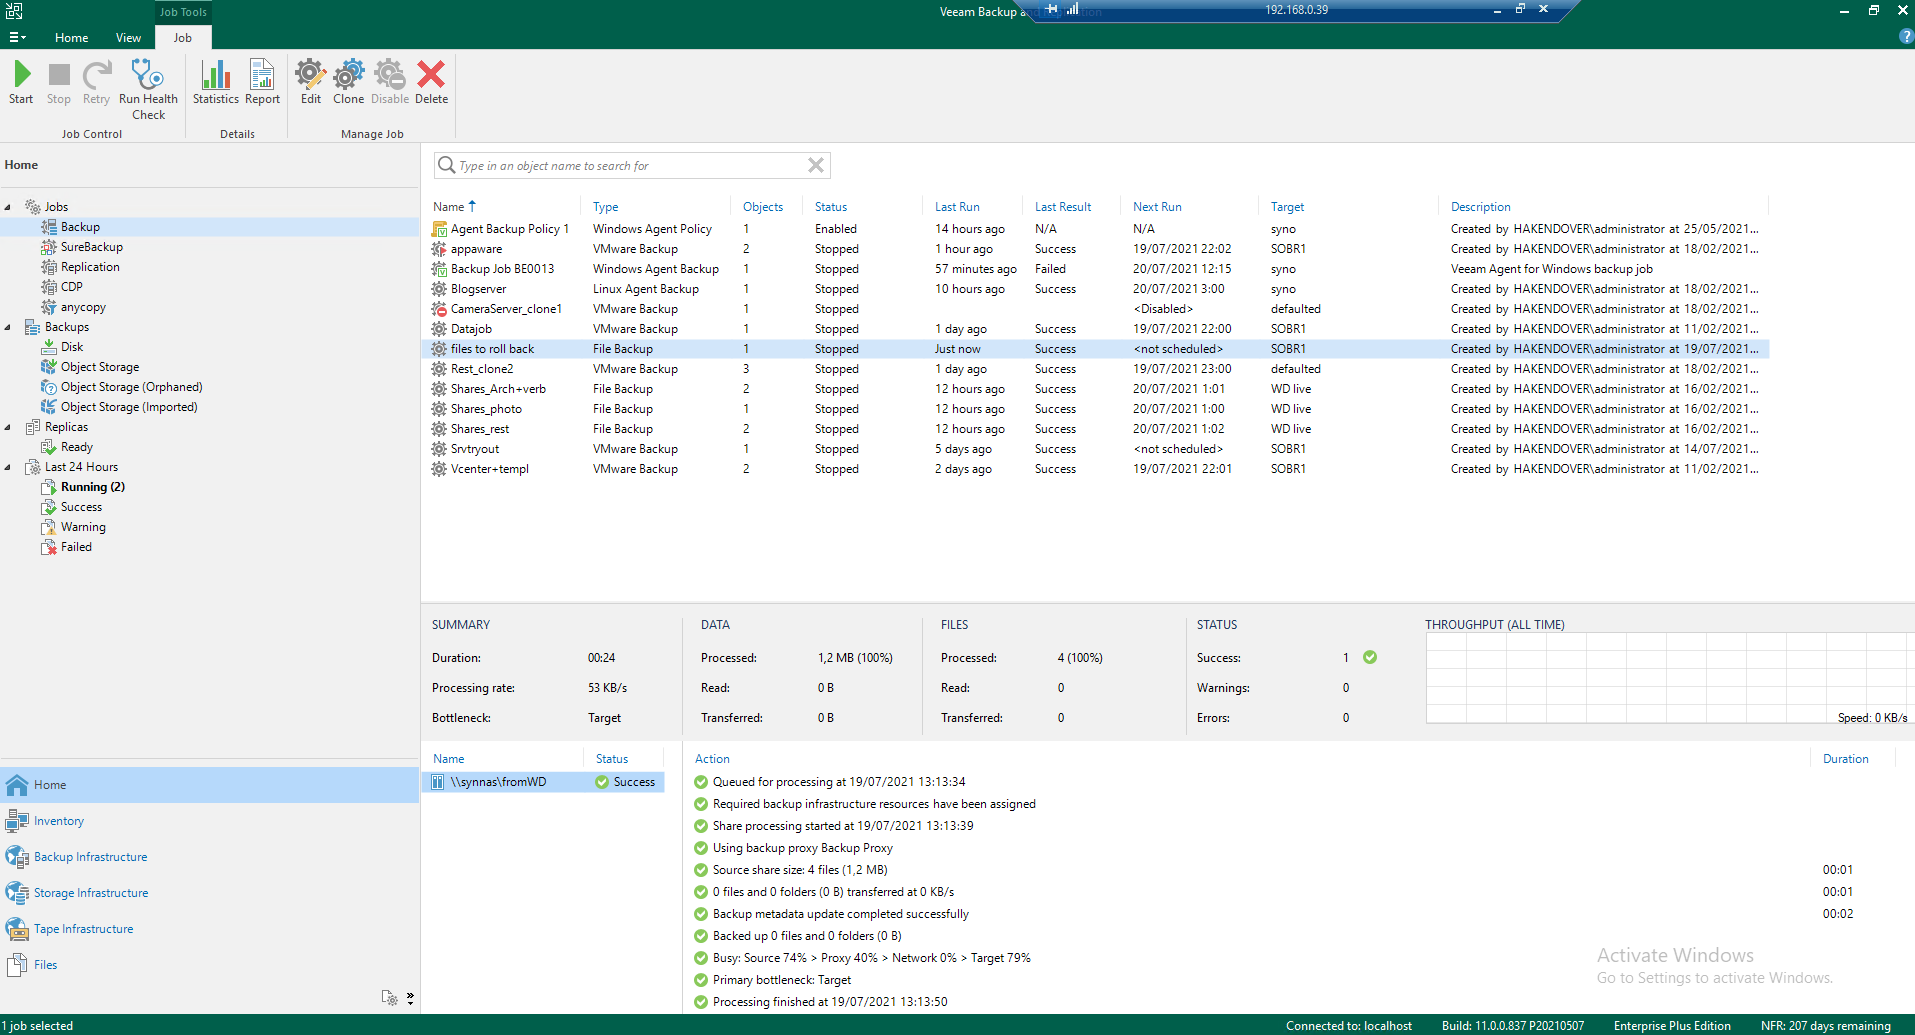 Job Tools
Veeam Backup and
192.168.0.39
Home View Job
Start Stop Retry Run Health Check Statistics Report Edit Clone Disable Delete
Job Control Details Manage Job
Home
Jobs
Backup
SureBackup
Replication
CDP
anycopy
Backups
Disk
Object Storage
Object Storage (Orphaned)
Object Storage (Imported)
Replicas
Ready
Last 24 Hours
Running (2)
Success
Warning
Failed
Home
Inventory
Backup Infrastructure
Storage Infrastructure
Tape Infrastructure
Files
Type in an object name to search for
Name Type Objects Status Last Run Last Result Next Run Target Description
Agent Backup Policy 1 Windows Agent Policy 1 Enabled 14 hours ago N/A N/A syno Created by HAKENDOVER\administrator at 25/05/2021...
appaware VMware Backup 2 Stopped 1 hour ago Success 19/07/2021 22:02 SOBR1 Created by HAKENDOVER\administrator at 18/02/2021...
Backup Job BE0013 Windows Agent Backup 1 Stopped 57 minutes ago Failed 20/07/2021 12:15 syno Veeam Agent for Windows backup job
Blogserver Linux Agent Backup 1 Stopped 10 hours ago Success 20/07/2021 3:00 syno Created by HAKENDOVER\administrator at 18/02/2021...
CameraServer_clone1 VMware Backup 1 Stopped <Disabled> defaulted Created by HAKENDOVER\administrator at 18/02/2021...
Datajob VMware Backup 1 Stopped 1 day ago Success 19/07/2021 22:00 SOBR1 Created by HAKENDOVER\administrator at 11/02/2021...
files to roll back File Backup 1 Stopped Just now Success <not scheduled> SOBR1 Created by HAKENDOVER\administrator at 19/07/2021...
Rest_clone2 VMware Backup 3 Stopped 1 day ago Success 19/07/2021 23:00 defaulted Created by HAKENDOVER\administrator at 18/02/2021...
Shares_Arch+verb File Backup 2 Stopped 12 hours ago Success 20/07/2021 1:01 WD live Created by HAKENDOVER\administrator at 16/02/2021...
Shares_photo File Backup 1 Stopped 12 hours ago Success 20/07/2021 1:00 WD live Created by HAKENDOVER\administrator at 16/02/2021...
Shares_rest File Backup 2 Stopped 12 hours ago Success 20/07/2021 1:02 WD live Created by HAKENDOVER\administrator at 16/02/2021...
Srvtryout VMware Backup 1 Stopped 5 days ago Success <not scheduled> SOBR1 Created by HAKENDOVER\administrator at 14/07/2021...
Vcenter+templ VMware Backup 2 Stopped 2 days ago Success 19/07/2021 22:01 SOBR1 Created by HAKENDOVER\administrator at 11/02/2021...
SUMMARY DATA FILES STATUS THROUGHPUT (ALL TIME)
Duration: 00:24 Processed: 1,2 MB (100%) Processed: 4 (100%) Success: 1
Processing rate: 53 KB/s Read: 0 B Read: 0 Warnings: 0
Bottleneck: Target Transferred: 0 B Transferred: 0 Errors: 0 Speed: 0 KB/s
Name Status Action Duration
\\synnas\fromWD Success
Queued for processing at 19/07/2021 13:13:34
Required backup infrastructure resources have been assigned
Share processing started at 19/07/2021 13:13:39
Using backup proxy Backup Proxy
Source share size: 4 files (1,2 MB) 00:01
0 files and 0 folders (0 B) transferred at 0 KB/s 00:01
Backup metadata update completed successfully 00:02
Backed up 0 files and 0 folders (0 B)
Busy: Source 74% > Proxy 40% > Network 0% > Target 79%
Primary bottleneck: Target
Processing finished at 19/07/2021 13:13:50
Activate Windows
Go to Settings to activate Windows.
1 job selected Connected to: localhost Build: 11.0.0.837 P20210507 Enterprise Plus Edition NFR: 207 days remaining